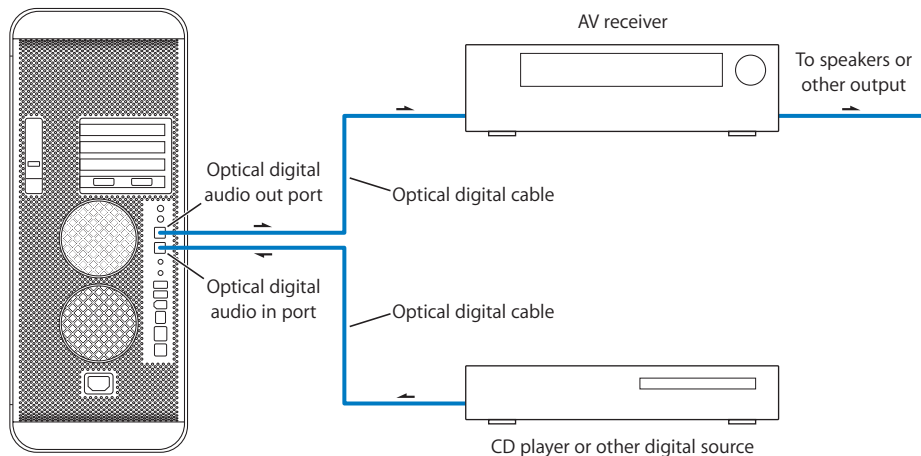 AV receiver
To speakers or
other output
Optical digital
audio out port
Optical digital cable
Optical digital
audio in port
Optical digital cable
CD player or other digital source